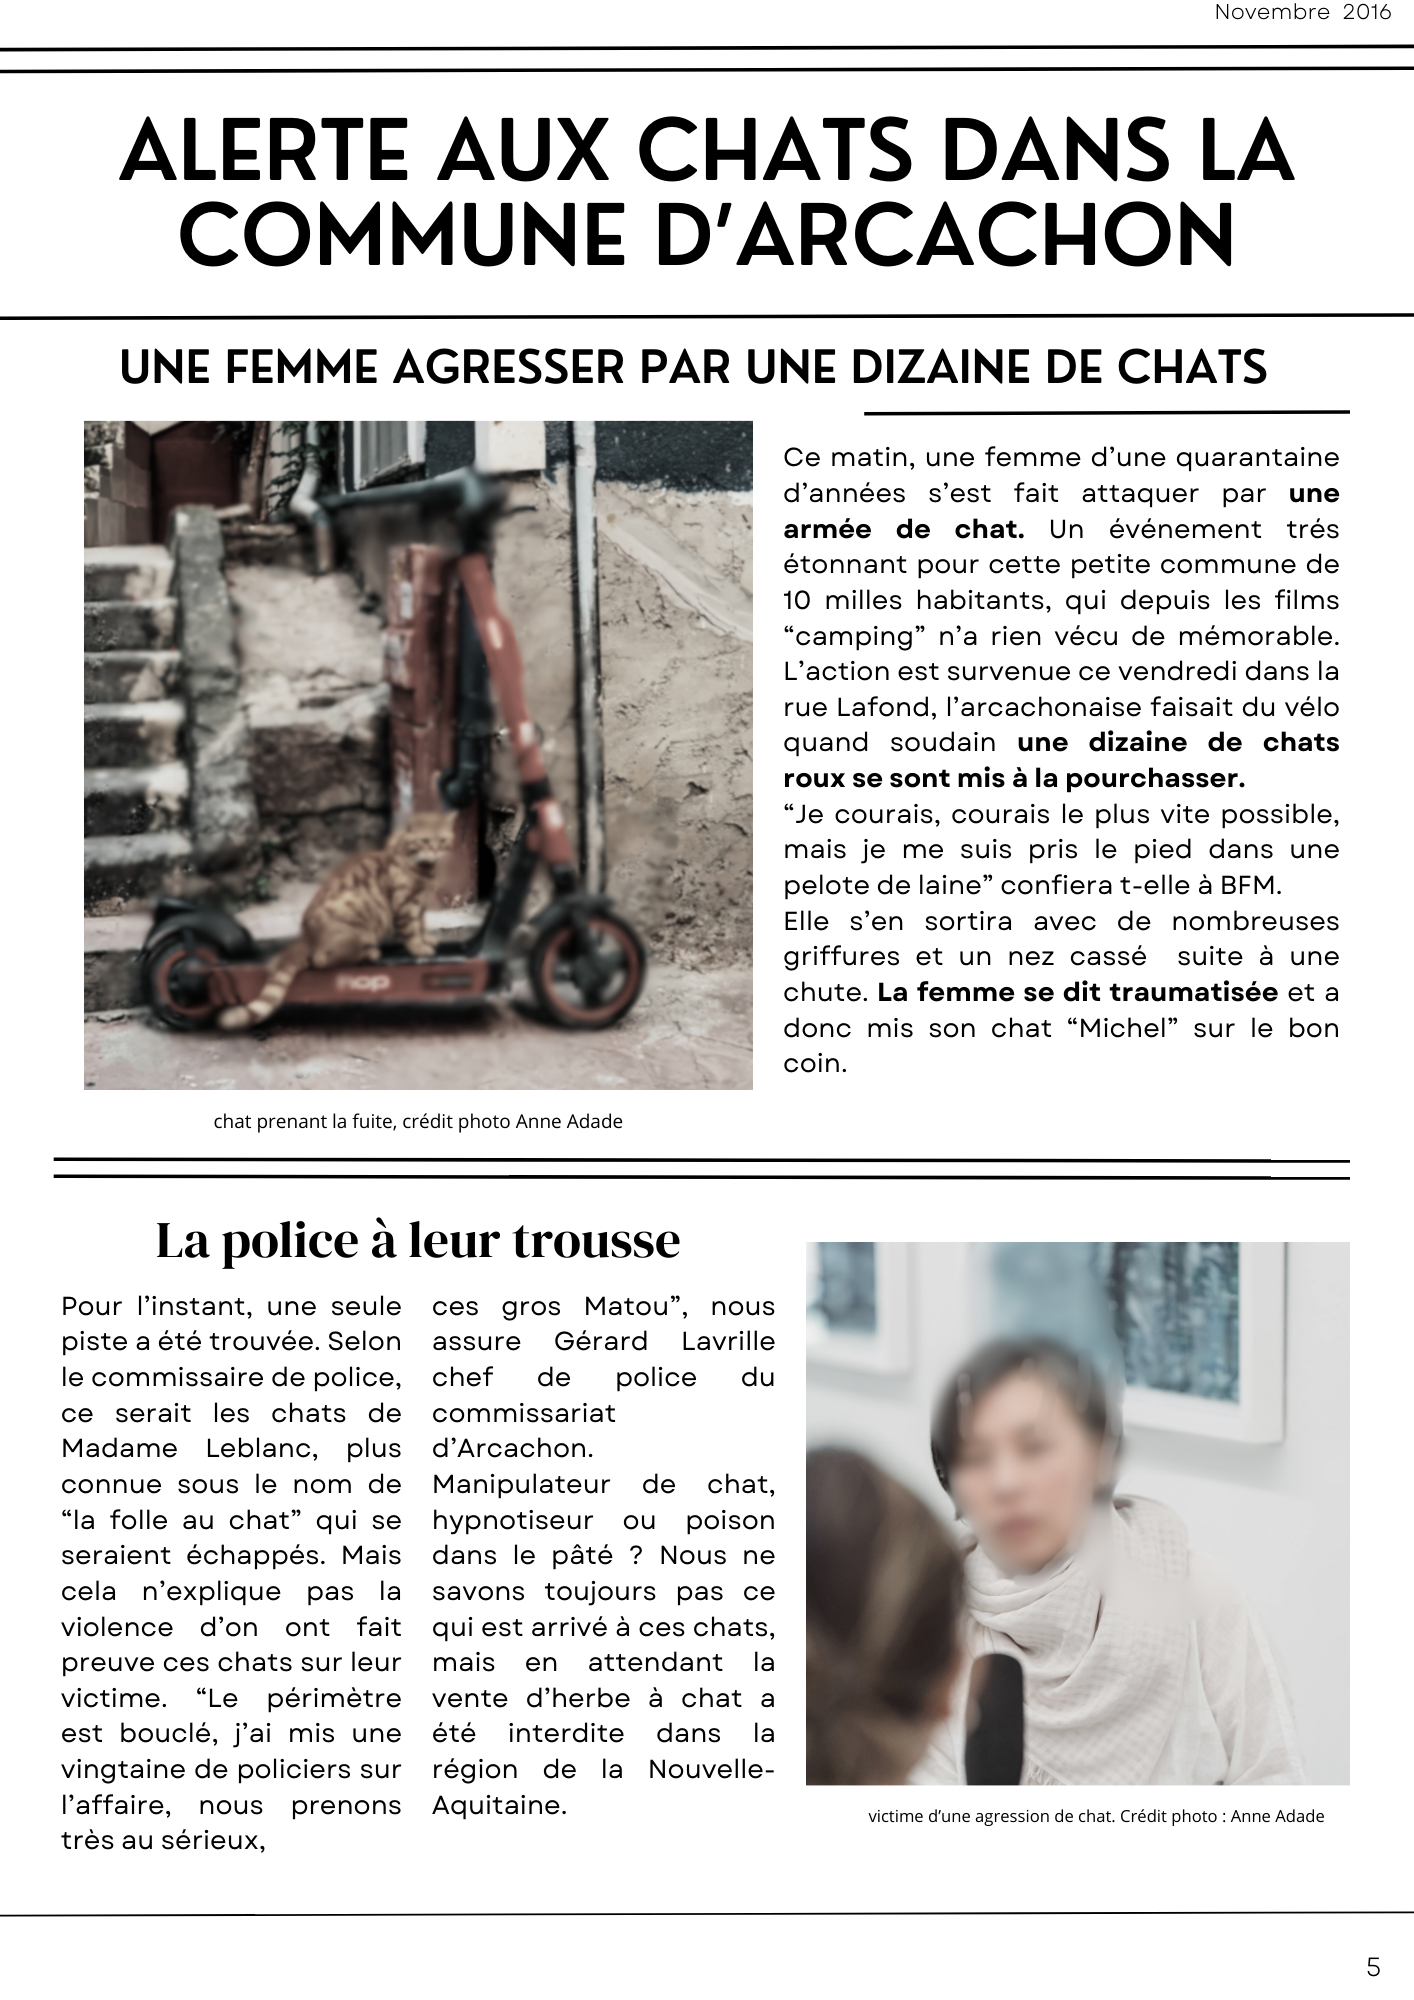 Novembre 2016
ALERTE AUX CHATS DANS LA
COMMUNE D'ARCACHON
UNE FEMME AGRESSER PAR UNE DIZAINE DE CHATS
Ce matin, une femme d’une quarantaine
d’années s’est fait attaquer par une
armée de chat. Un événement trés
étonnant pour cette petite commune de
10 milles habitants, qui depuis les films
“camping” n’a rien vécu de mémorable.
L’action est survenue ce vendredi dans la
rue Lafond, l’arcachonaise faisait du vélo
quand soudain une dizaine de chats
roux se sont mis à la pourchasser.
“Je courais, courais le plus vite possible,
mais je me suis pris le pied dans une
pelote de laine” confiera t-elle à BFM.
Elle s’en sortira avec de nombreuses
griffures et un nez cassé suite à une
chute. La femme se dit traumatisée et a
donc mis son chat “Michel” sur le bon
coin.
chat prenant la fuite, crédit photo Anne Adade
La police à leur trousse
Pour l’instant, une seule
piste a été trouvée. Selon
le commissaire de police,
ce serait les chats de
Madame Leblanc, plus
connue sous le nom de
“la folle au chat” qui se
seraient échappés. Mais
cela n’explique pas la
violence d’on ont fait
preuve ces chats sur leur
victime. “Le périmètre
est bouclé, j’ai mis une
vingtaine de policiers sur
l’affaire, nous prenons
très au sérieux,
ces gros Matou”, nous
assure Gérard Lavrille
chef de police du
commissariat
d’Arcachon.
Manipulateur de chat,
hypnotiseur ou poison
dans le pâté ? Nous ne
savons toujours pas ce
qui est arrivé à ces chats,
mais en attendant la
vente d’herbe à chat a
été interdite dans la
région de la Nouvelle-
Aquitaine.
victime d’une agression de chat. Crédit photo : Anne Adade
5